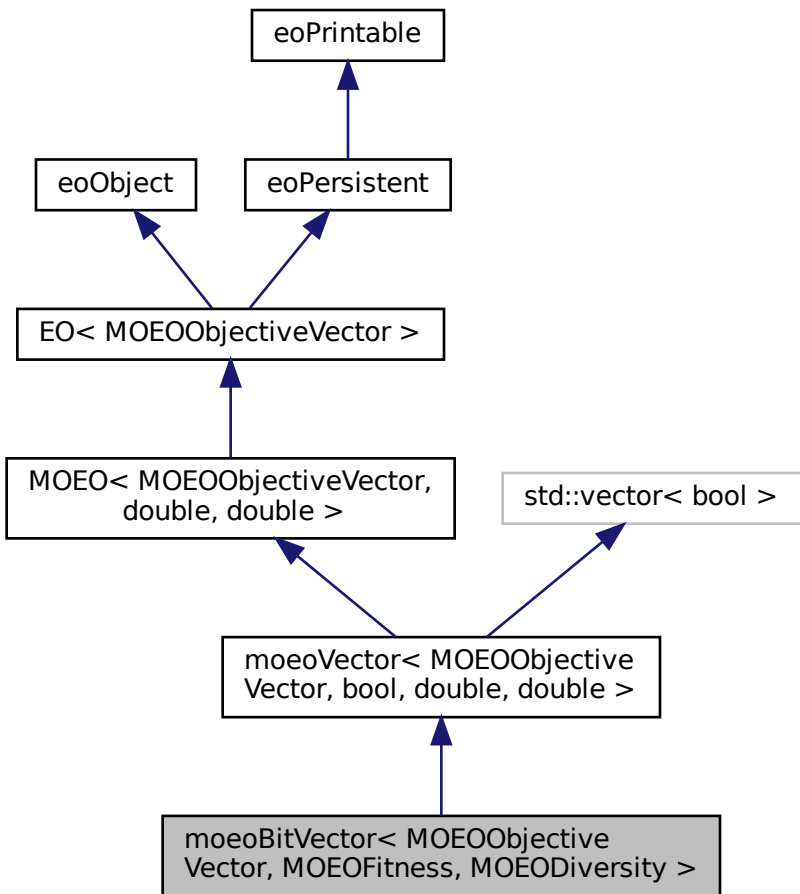 eoPrintable
eoObject
eoPersistent
EO< MOEOObjectiveVector >
MOEO< MOEOObjectiveVector,
double, double >
std::vector< bool >
moeoVector< MOEOObjective
Vector, bool, double, double >
moeoBitVector< MOEOObjective
Vector, MOEOFitness, MOEODiversity >